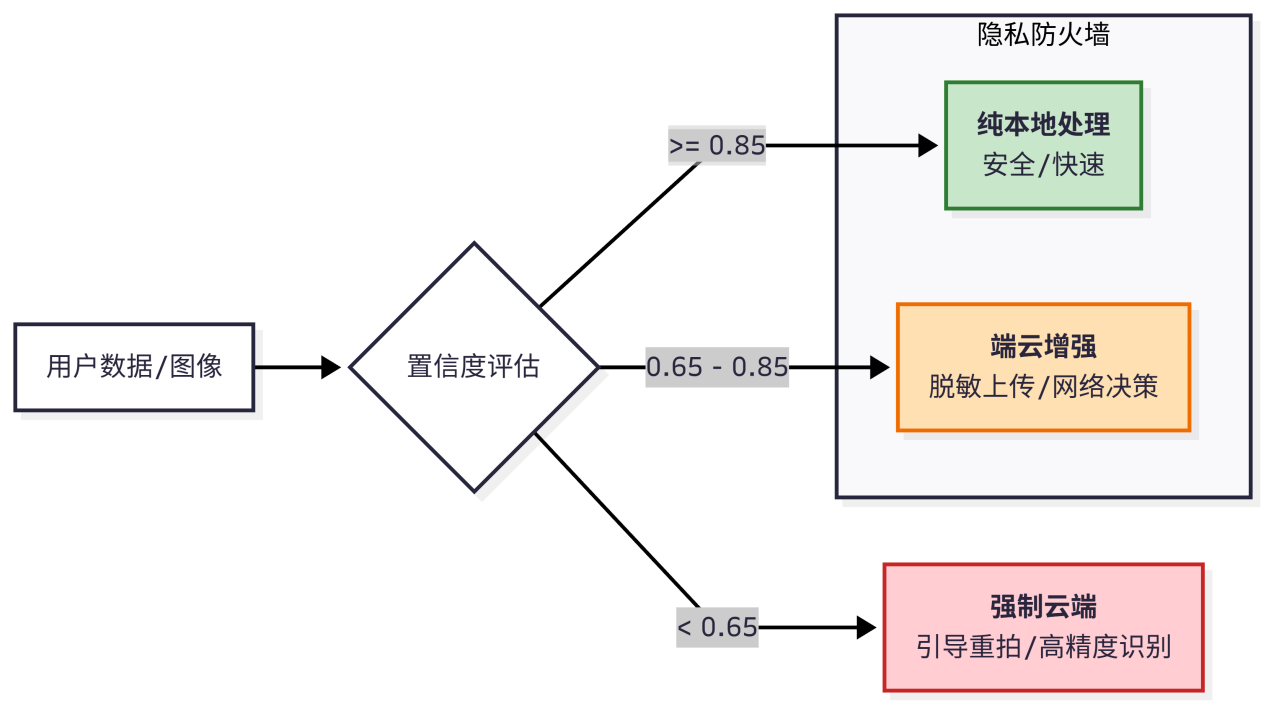 隐私防火墙
>= 0.85
纯本地处理
安全/快速
用户数据/图像
置信度评估
0.65 - 0.85
端云增强
脱敏上传/网络决策
< 0.65
强制云端
引导重拍/高精度识别